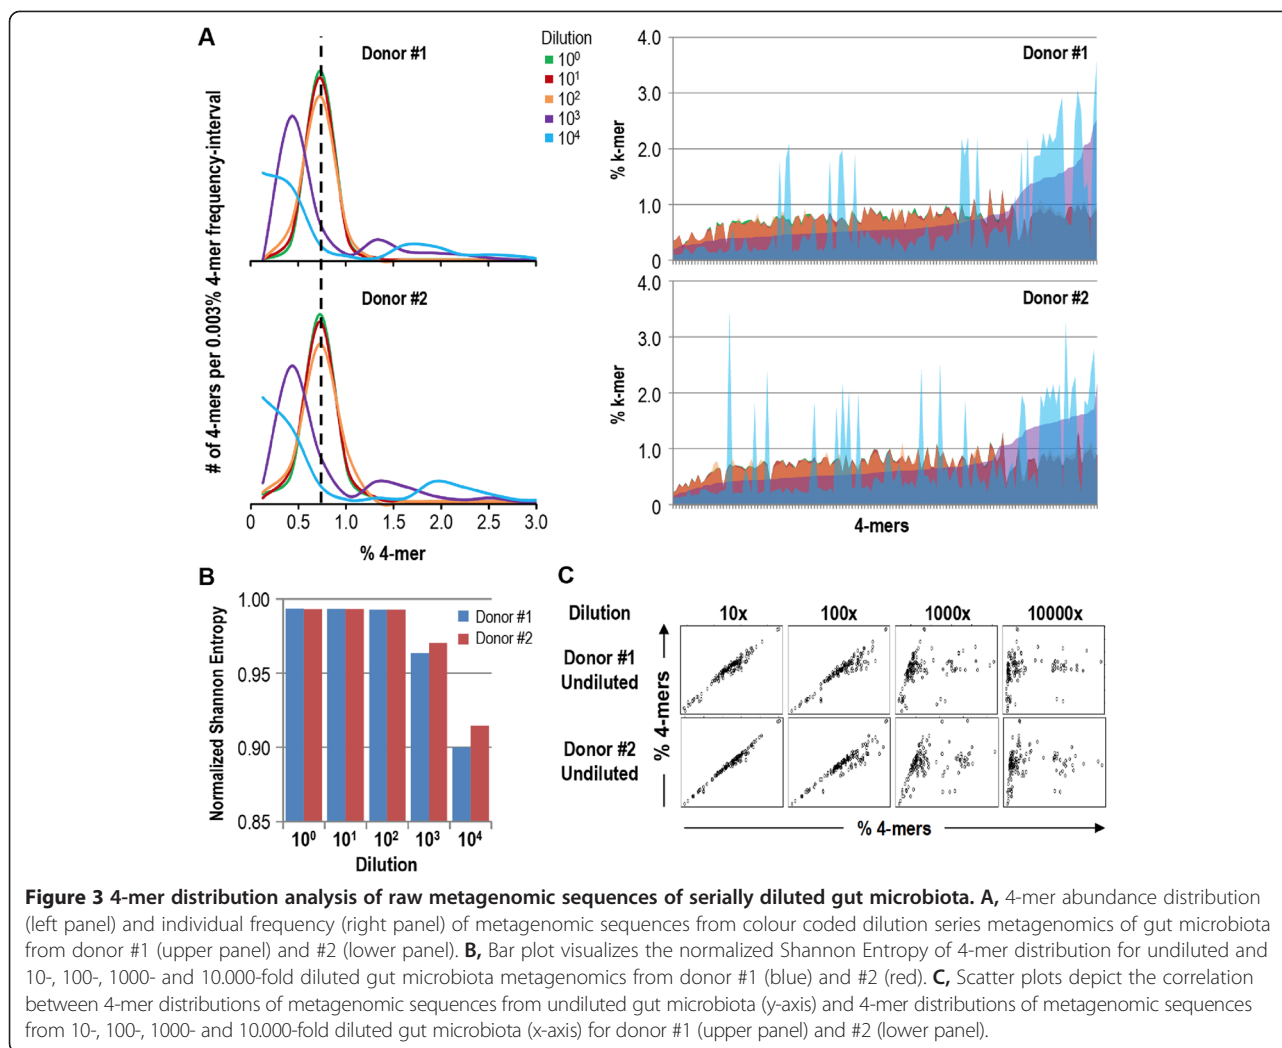 A
Donor #1
Dilution
10⁰
10¹
10²
10³
10⁴
# of 4-mers per 0.003% 4-mer frequency-interval
Donor #2
0 0.5 1.0 1.5 2.0 2.5 3.0
% 4-mer
4.0
3.0
2.0
1.0
0
% k-mer
Donor #1
4.0
3.0
2.0
1.0
0
% k-mer
Donor #2
4-mers
B
1.00
0.95
0.90
0.85
Normalized Shannon Entropy
Donor #1
Donor #2
10⁰ 10¹ 10² 10³ 10⁴
Dilution
C
Dilution 10x 100x 1000x 10000x
Donor #1
Undiluted
Donor #2
Undiluted
% 4-mers
% 4-mers
Figure 3 4-mer distribution analysis of raw metagenomic sequences of serially diluted gut microbiota. A, 4-mer abundance distribution
(left panel) and individual frequency (right panel) of metagenomic sequences from colour coded dilution series metagenomics of gut microbiota
from donor #1 (upper panel) and #2 (lower panel). B, Bar plot visualizes the normalized Shannon Entropy of 4-mer distribution for undiluted and
10-, 100-, 1000- and 10.000-fold diluted gut microbiota metagenomics from donor #1 (blue) and #2 (red). C, Scatter plots depict the correlation
between 4-mer distributions of metagenomic sequences from undiluted gut microbiota (y-axis) and 4-mer distributions of metagenomic sequences
from 10-, 100-, 1000- and 10.000-fold diluted gut microbiota (x-axis) for donor #1 (upper panel) and #2 (lower panel).